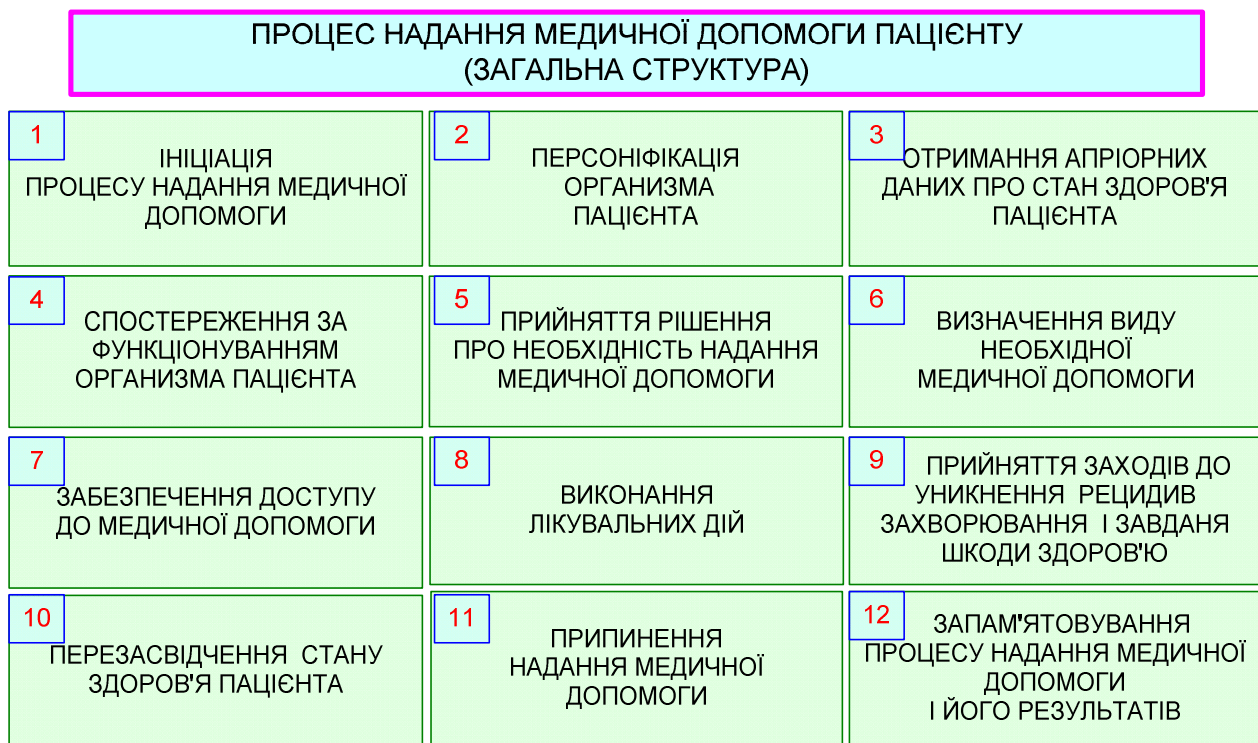 ПРОЦЕС НАДАННЯ МЕДИЧНОЇ ДОПОМОГИ ПАЦІЄНТУ
(ЗАГАЛЬНА СТРУКТУРА)
1
ІНІЦІАЦІЯ
ПРОЦЕСУ НАДАННЯ МЕДИЧНОЇ
ДОПОМОГИ
2
ПЕРСОНІФІКАЦІЯ
ОРГАНИЗМА
ПАЦІЄНТА
3
ОТРИМАННЯ АПРІОРНИХ
ДАНИХ ПРО СТАН ЗДОРОВ'Я
ПАЦІЄНТА
4
СПОСТЕРЕЖЕННЯ ЗА
ФУНКЦІОНУВАННЯМ
ОРГАНИЗМА ПАЦІЄНТА
5
ПРИЙНЯТТЯ РІШЕННЯ
ПРО НЕОБХІДНІСТЬ НАДАННЯ
МЕДИЧНОЇ ДОПОМОГИ
6
ВИЗНАЧЕННЯ ВИДУ
НЕОБХІДНОЇ
МЕДИЧНОЇ ДОПОМОГИ
7
ЗАБЕЗПЕЧЕННЯ ДОСТУПУ
ДО МЕДИЧНОЇ ДОПОМОГИ
8
ВИКОНАННЯ
ЛІКУВАЛЬНИХ ДІЙ
9
ПРИЙНЯТТЯ ЗАХОДІВ ДО
УНИКНЕННЯ РЕЦИДИВ
ЗАХВОРЮВАННЯ І ЗАВДАНЯ
ШКОДИ ЗДОРОВ'Ю
10
ПЕРЕЗАСВІДЧЕННЯ СТАНУ
ЗДОРОВ'Я ПАЦІЄНТА
11
ПРИПИНЕННЯ
НАДАННЯ МЕДИЧНОЇ
ДОПОМОГИ
12
ЗАПАМ'ЯТОВУВАННЯ
ПРОЦЕСУ НАДАННЯ МЕДИЧНОЇ
ДОПОМОГИ
І ЙОГО РЕЗУЛЬТАТІВ